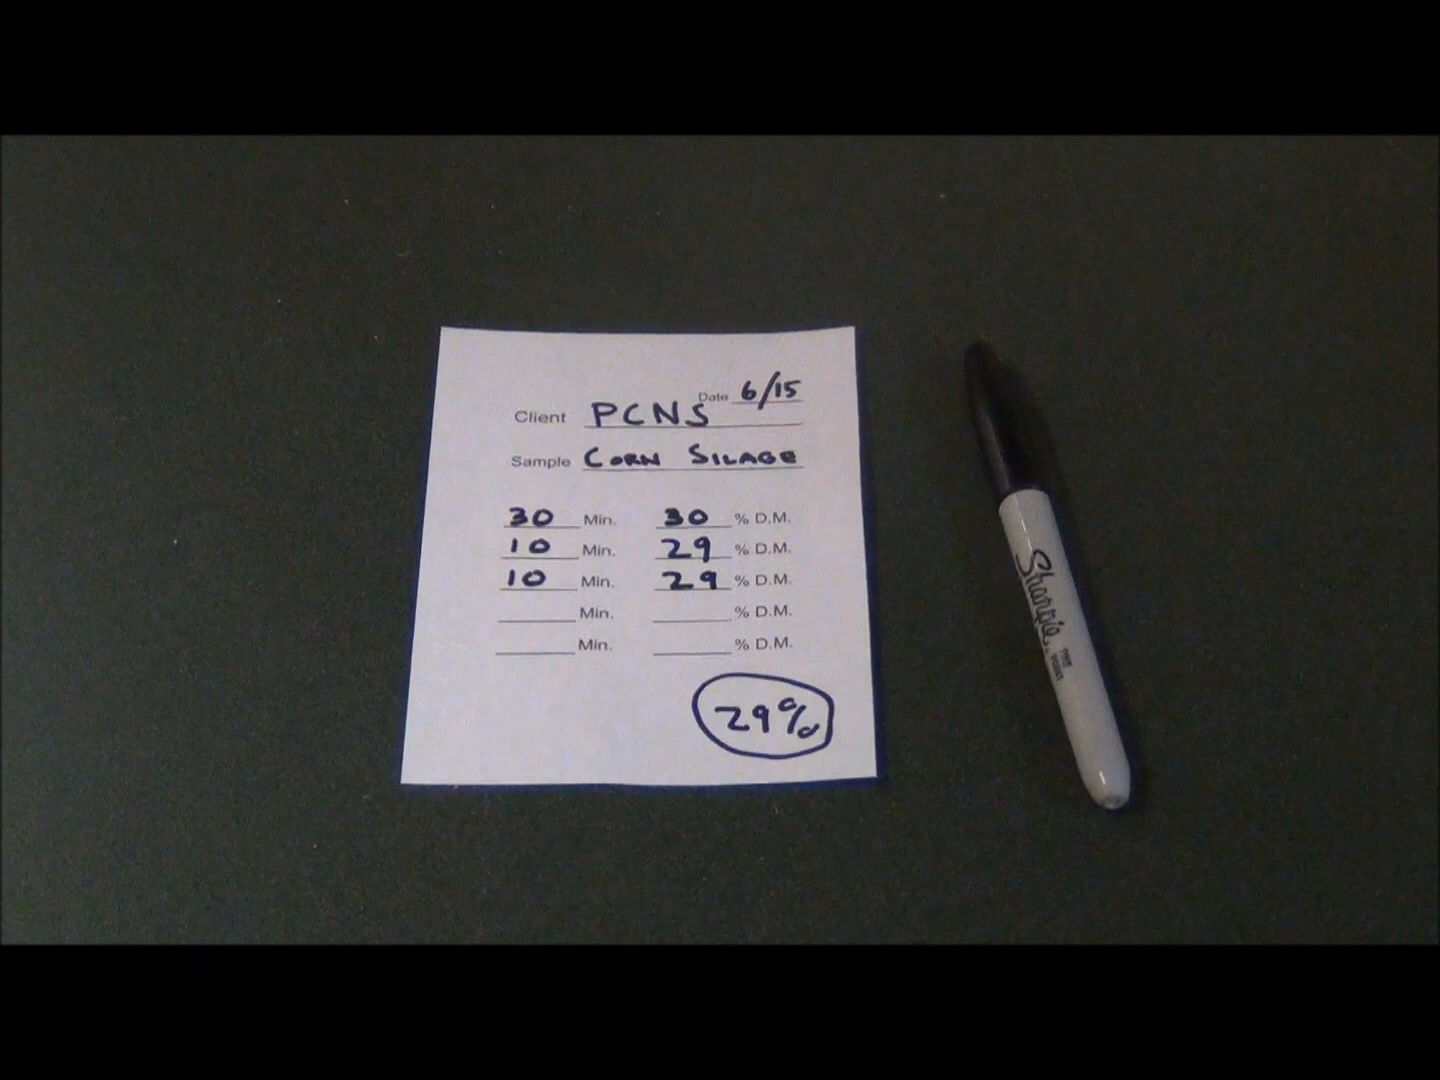 Date 6/15
Client PCNS
Sample CORN SILAGE
30 Min. 30 % D.M.
10 Min. 29 % D.M.
10 Min. 29 % D.M.
Min. % D.M.
Min. % D.M.
29%
Sharpie